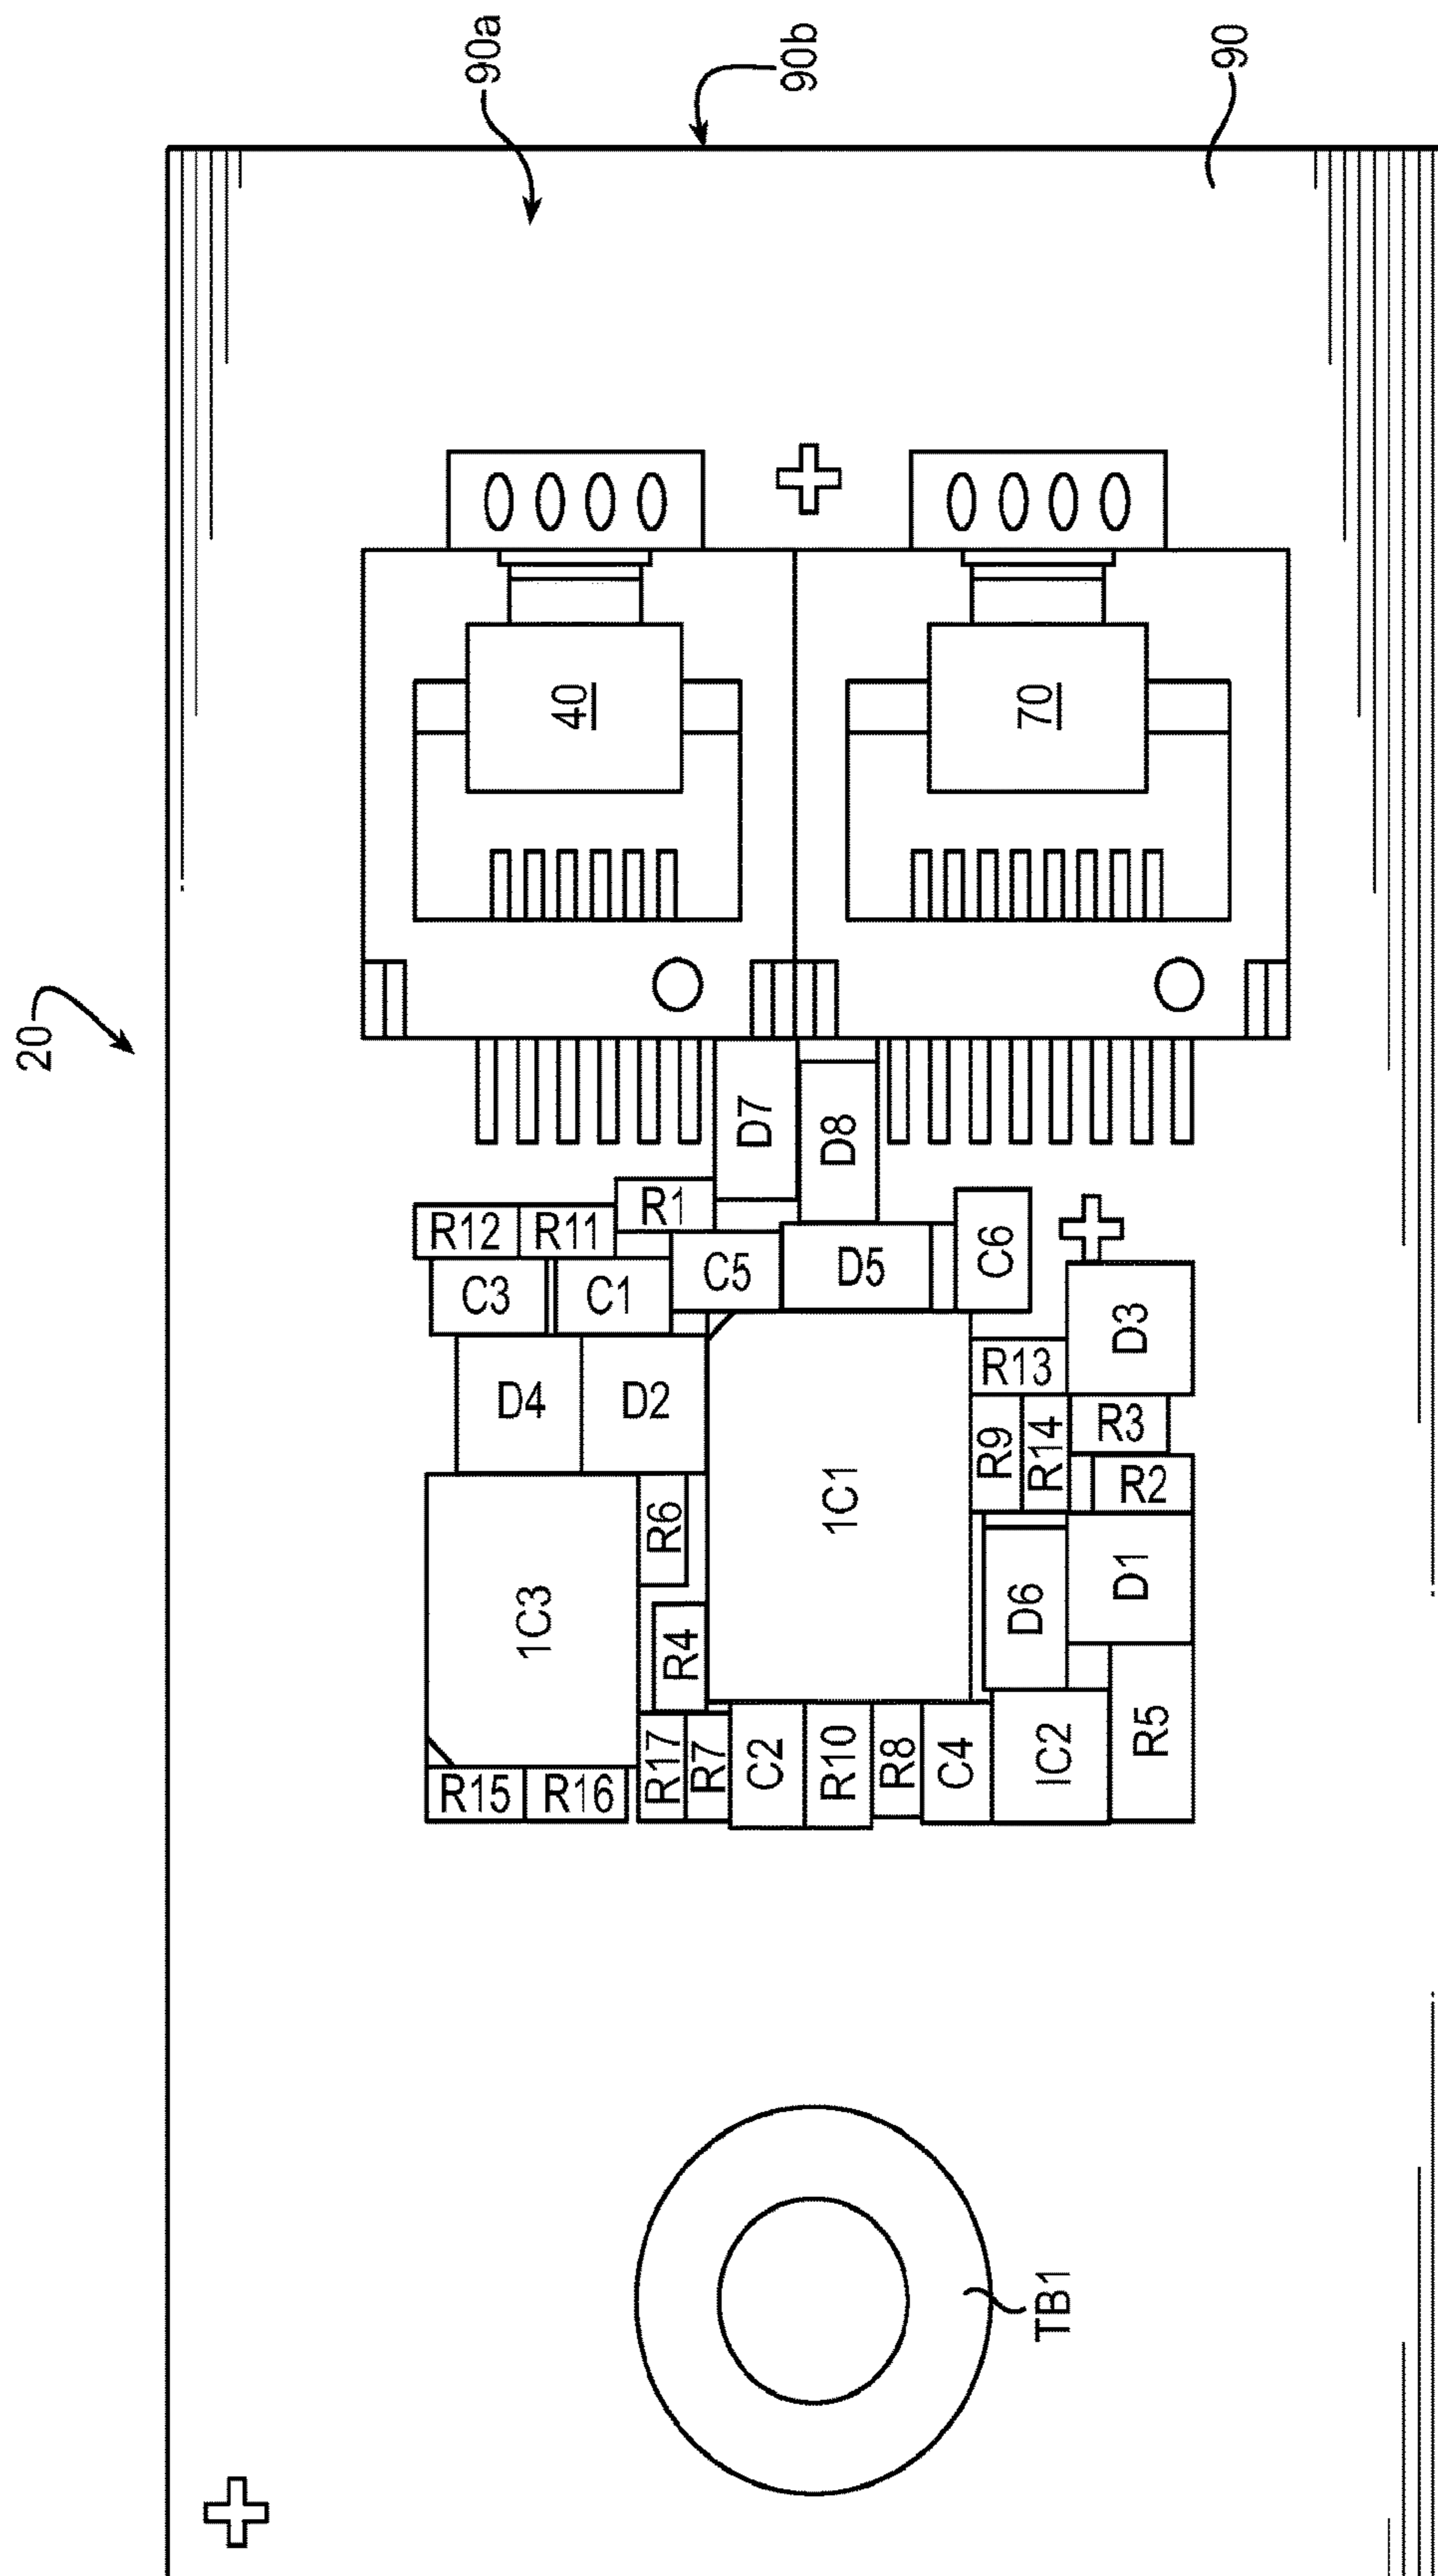 20
90a
90b
90
40
70
D7
D8
R12
R11
R1
C3
C1
C5
D5
C6
D4
D2
R13
D3
R9
R14
R3
R2
1C3
R6
R4
1C1
D6
D1
R15
R16
R17
R7
C2
R10
R8
C4
IC2
R5
TB1